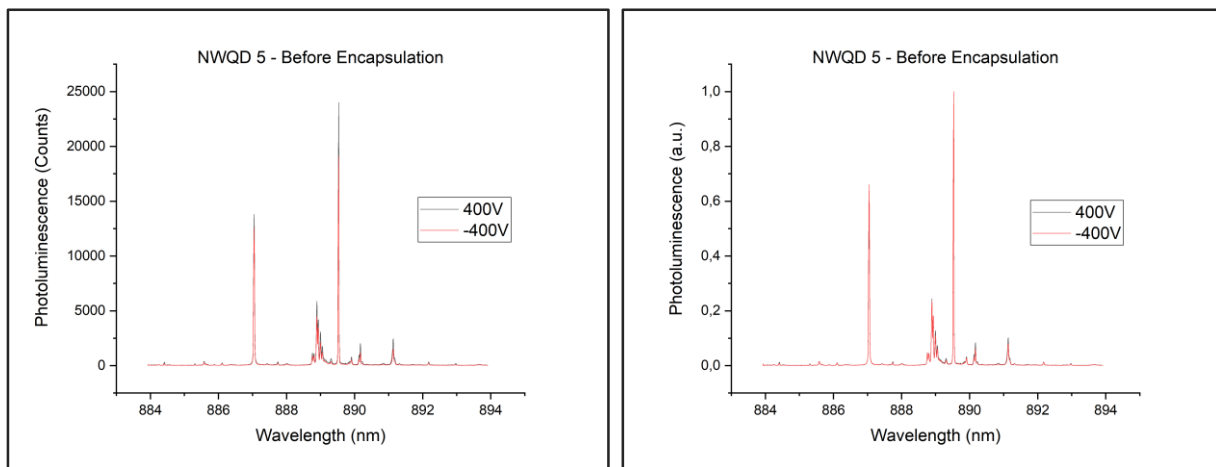 NWQD 5 - Before Encapsulation
25000
20000
15000
10000
5000
0
Photoluminescence (Counts)
400V
-400V
884 886 888 890 892 894
Wavelength (nm)
NWQD 5 - Before Encapsulation
1,0
0,8
0,6
0,4
0,2
0,0
Photoluminescence (a.u.)
400V
-400V
884 886 888 890 892 894
Wavelength (nm)